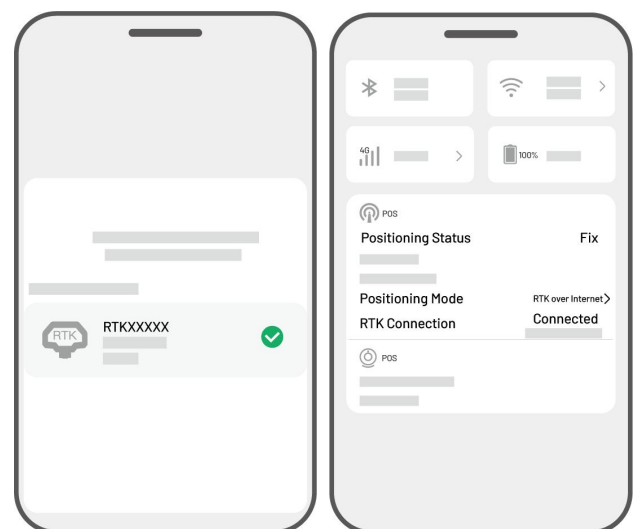 RTK
RTKXXXXX
4G
100%
POS
Positioning Status Fix
Positioning Mode RTK over Internet
RTK Connection Connected
POS